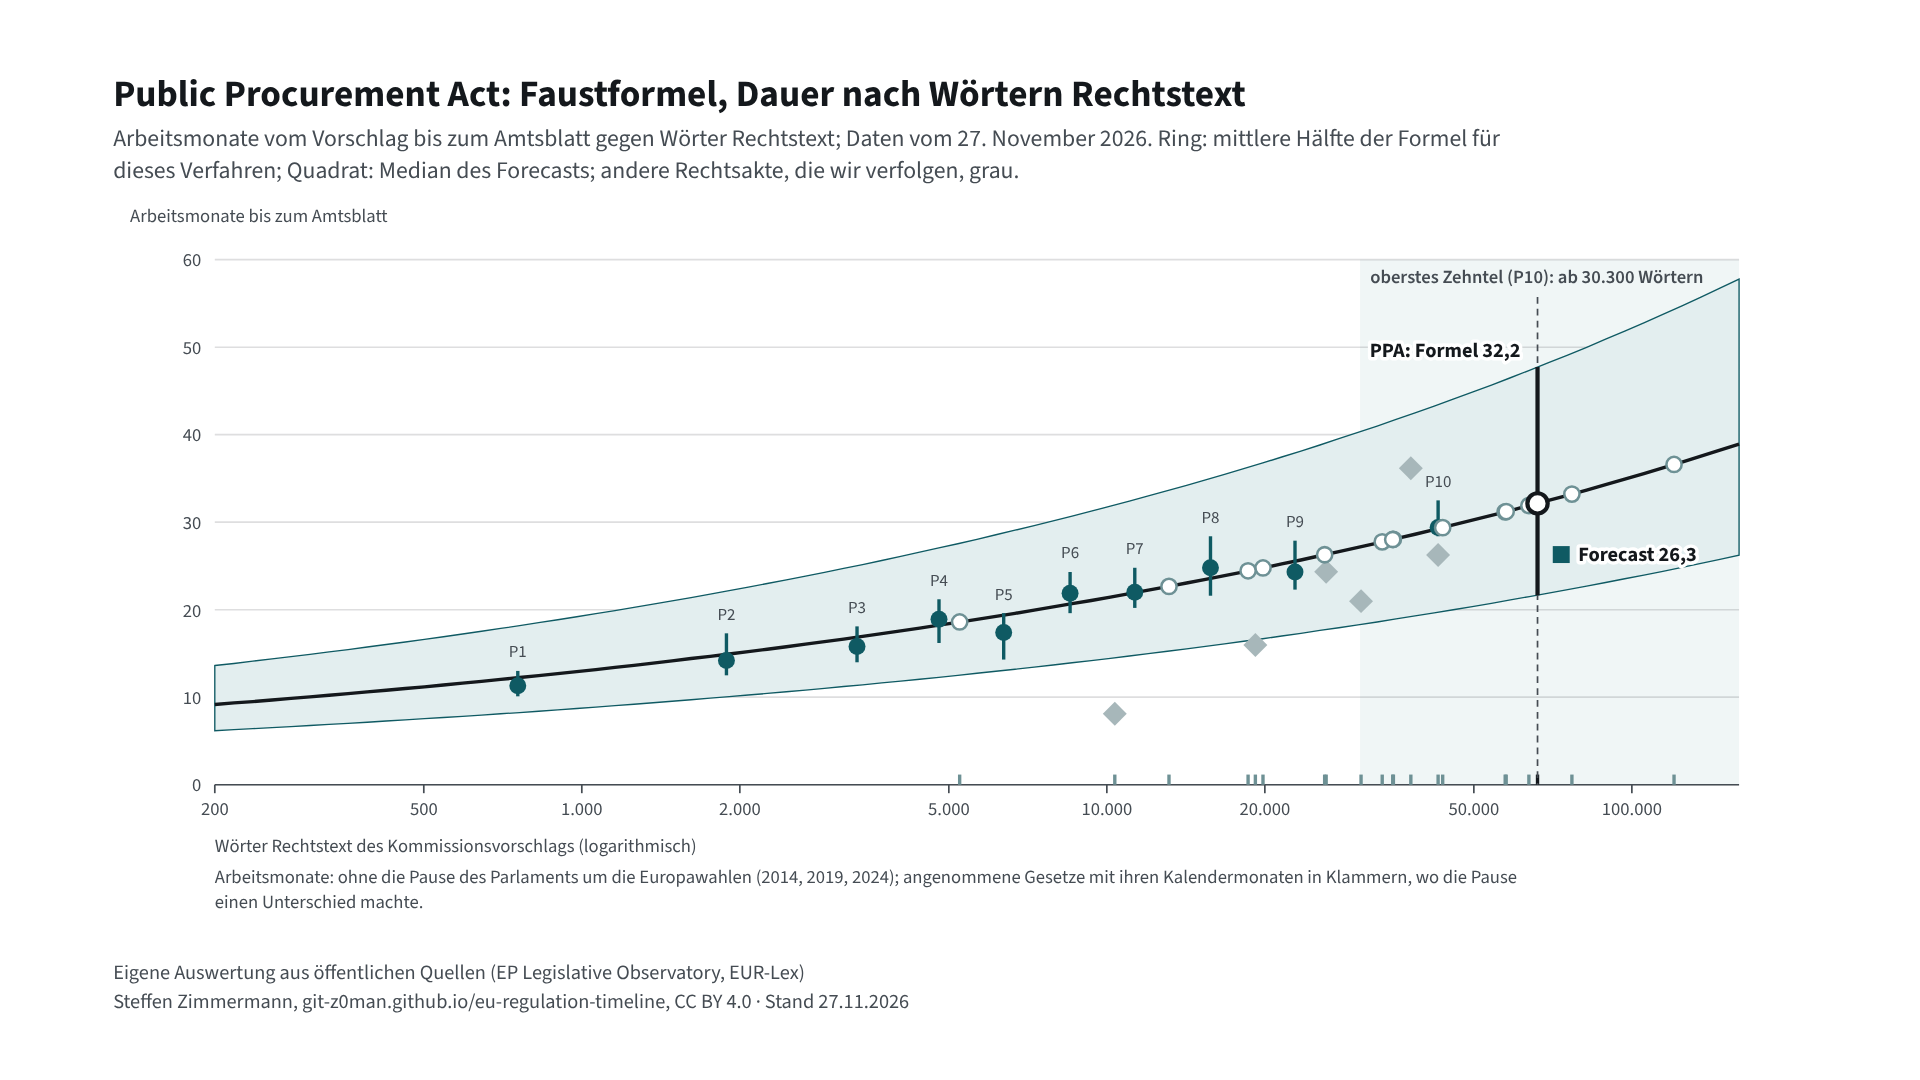 Public Procurement Act: Faustformel, Dauer nach Wörtern Rechtstext
Arbeitsmonate vom Vorschlag bis zum Amtsblatt gegen Wörter Rechtstext; Daten vom 27. November 2026. Ring: mittlere Hälfte der Formel für
dieses Verfahren; Quadrat: Median des Forecasts; andere Rechtsakte, die wir verfolgen, grau.
Arbeitsmonate bis zum Amtsblatt
60
oberstes Zehntel (P10): ab 30.300 Wörtern
50
PPA: Formel 32,2
40
P10
P8
P9
30
P6
P7
Forecast 26,3
P4
P5
P3
P2
20
P1
10
0
200 500 1.000 2.000 5.000 10.000 20.000 50.000 100.000
Wörter Rechtstext des Kommissionsvorschlags (logarithmisch)
Arbeitsmonate: ohne die Pause des Parlaments um die Europawahlen (2014, 2019, 2024); angenommene Gesetze mit ihren Kalendermonaten in Klammern, wo die Pause
einen Unterschied machte.
Eigene Auswertung aus öffentlichen Quellen (EP Legislative Observatory, EUR-Lex)
Steffen Zimmermann, git-z0man.github.io/eu-regulation-timeline, CC BY 4.0 · Stand 27.11.2026